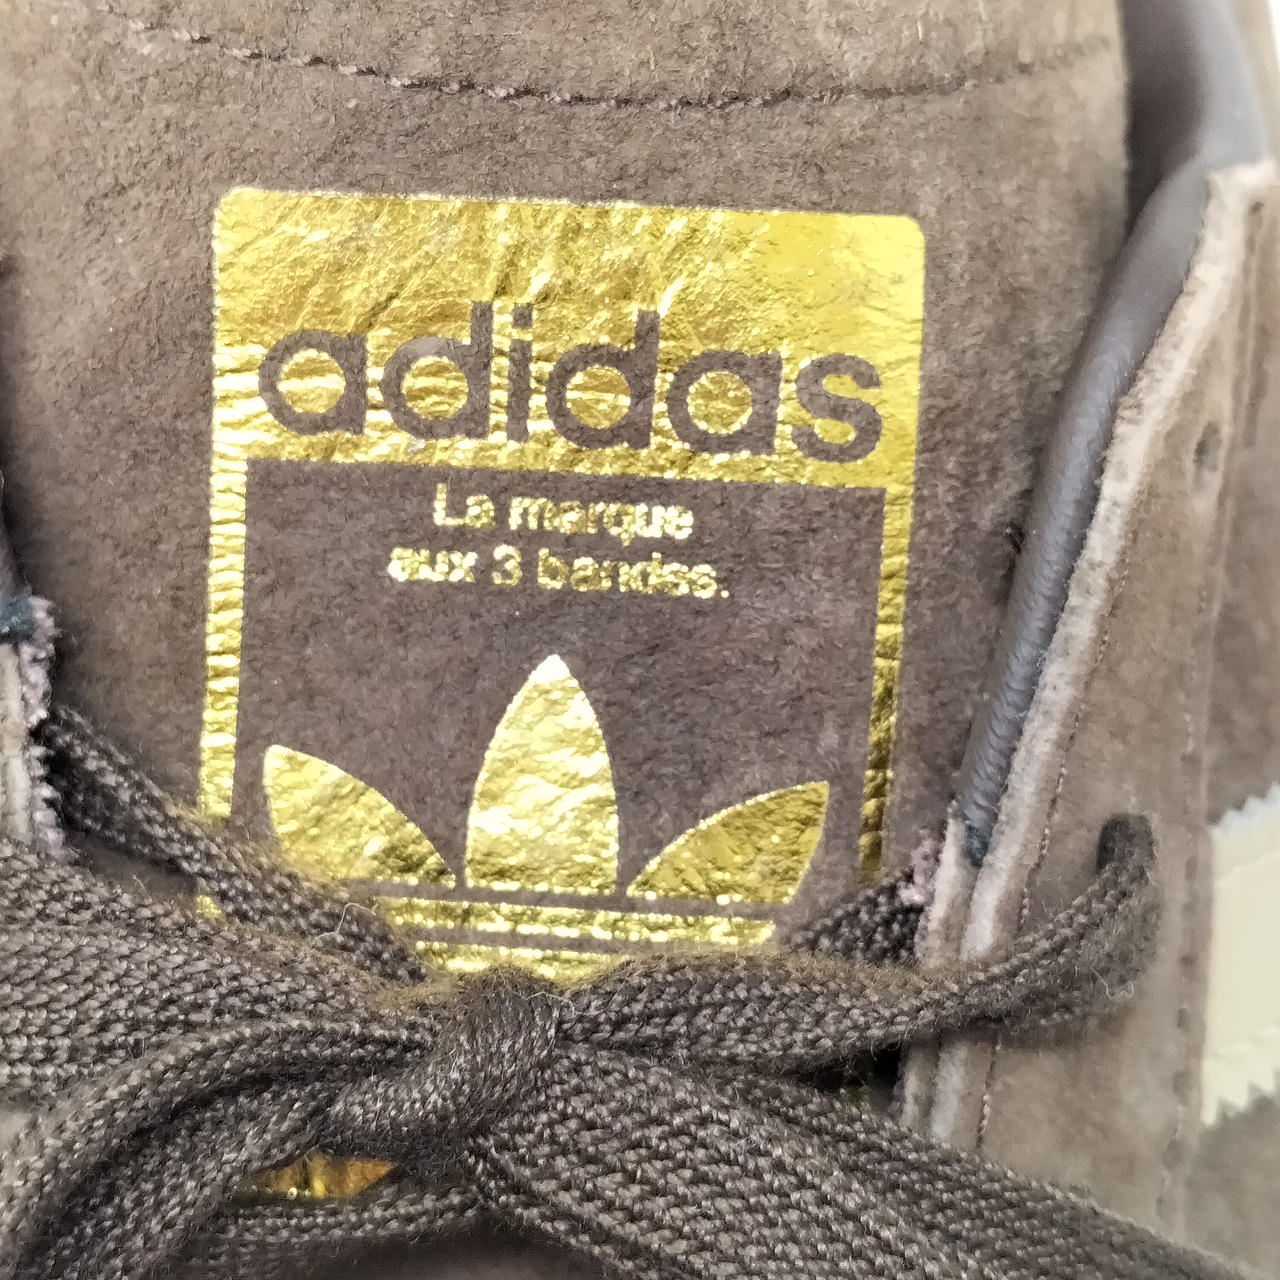 adidas
La marque
aux 3 bandes.